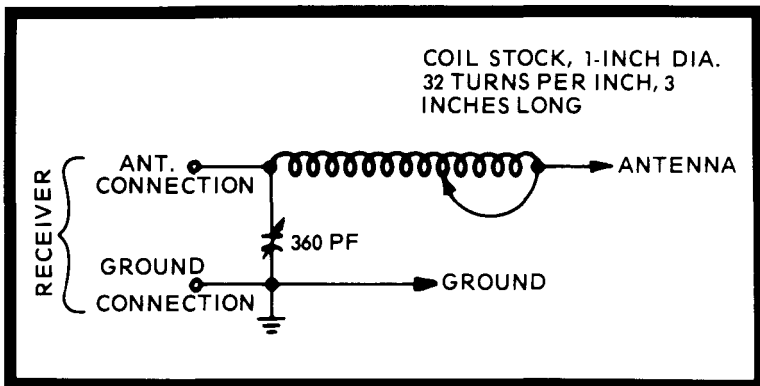 COIL STOCK, 1-INCH DIA.
32 TURNS PER INCH, 3
INCHES LONG
RECEIVER
ANT.
CONNECTION
ANTENNA
360 PF
GROUND
CONNECTION
GROUND